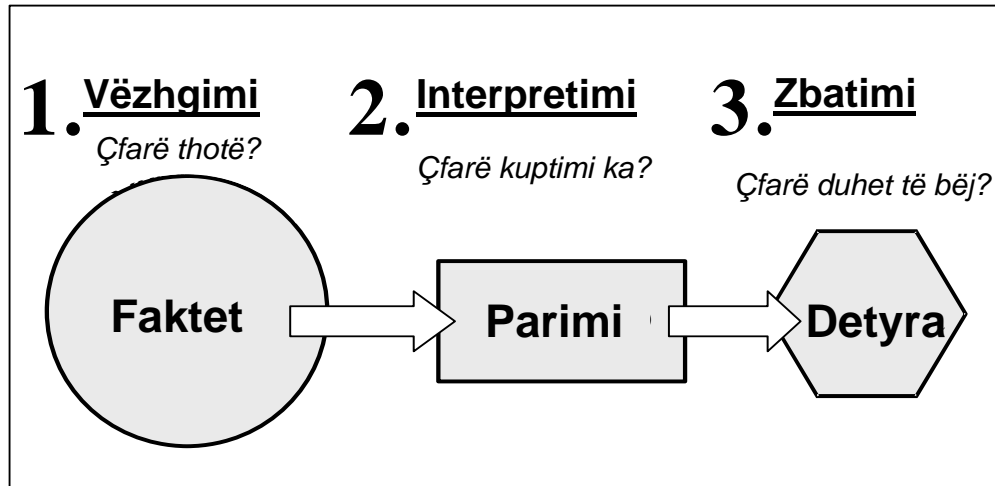 1. Vëzhgimi
Çfarë thotë?
Faktet
2. Interpretimi
Çfarë kuptimi ka?
Parimi
3. Zbatimi
Çfarë duhet të bëj?
Detyra